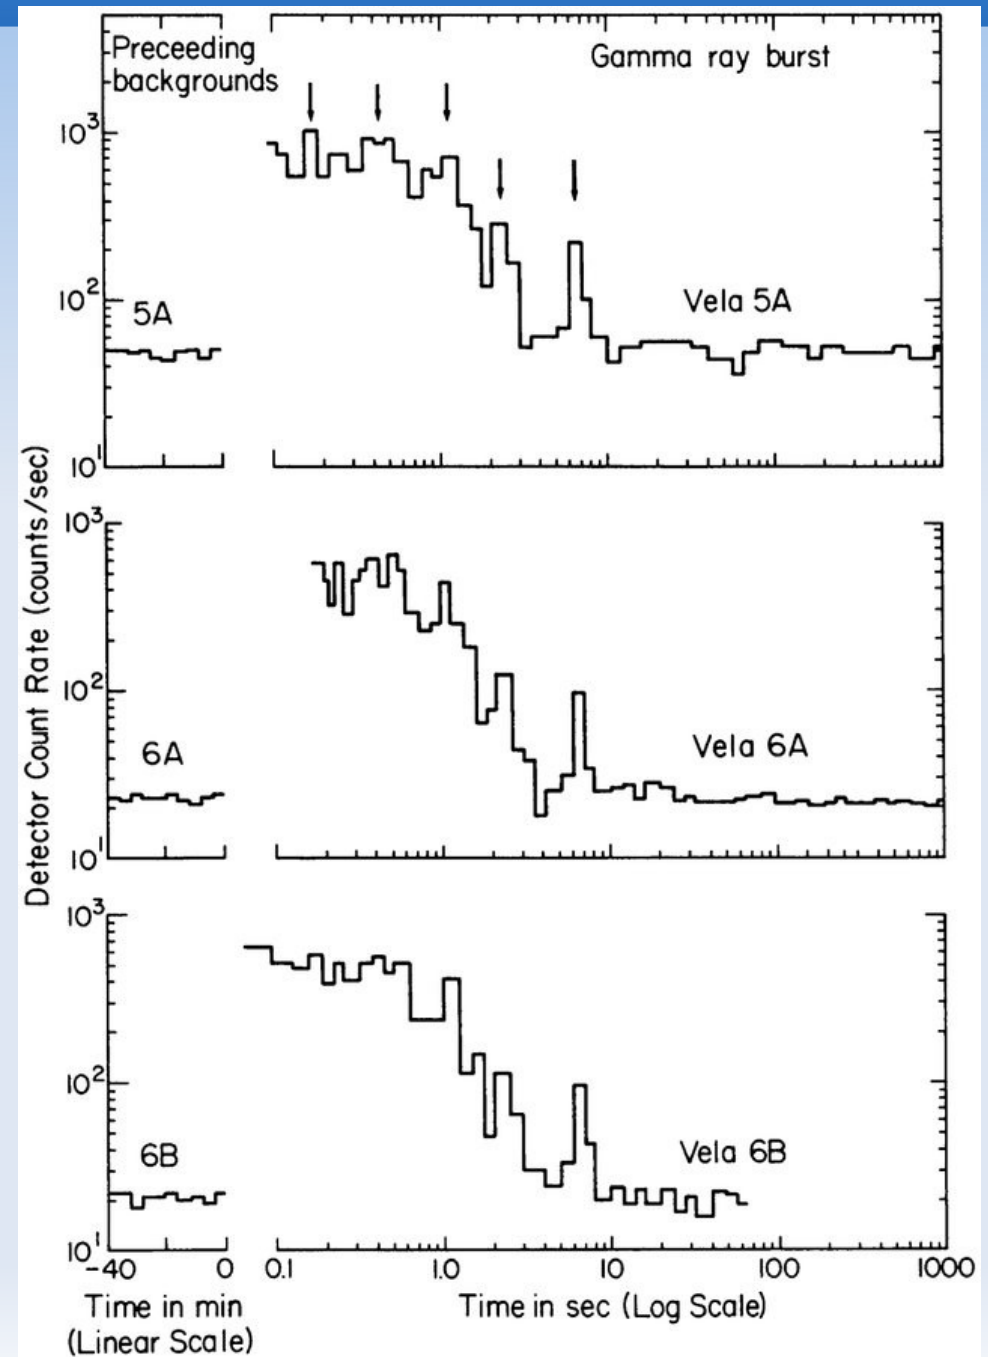 Preceeding
backgrounds
Gamma ray burst
10³
10²
10¹
5A
Vela 5A
Detector Count Rate (counts/sec)
10³
10²
10¹
6A
Vela 6A
10³
10²
10¹
6B
Vela 6B
-40 0 0.1 1.0 10 100 1000
Time in min
(Linear Scale)
Time in sec (Log Scale)